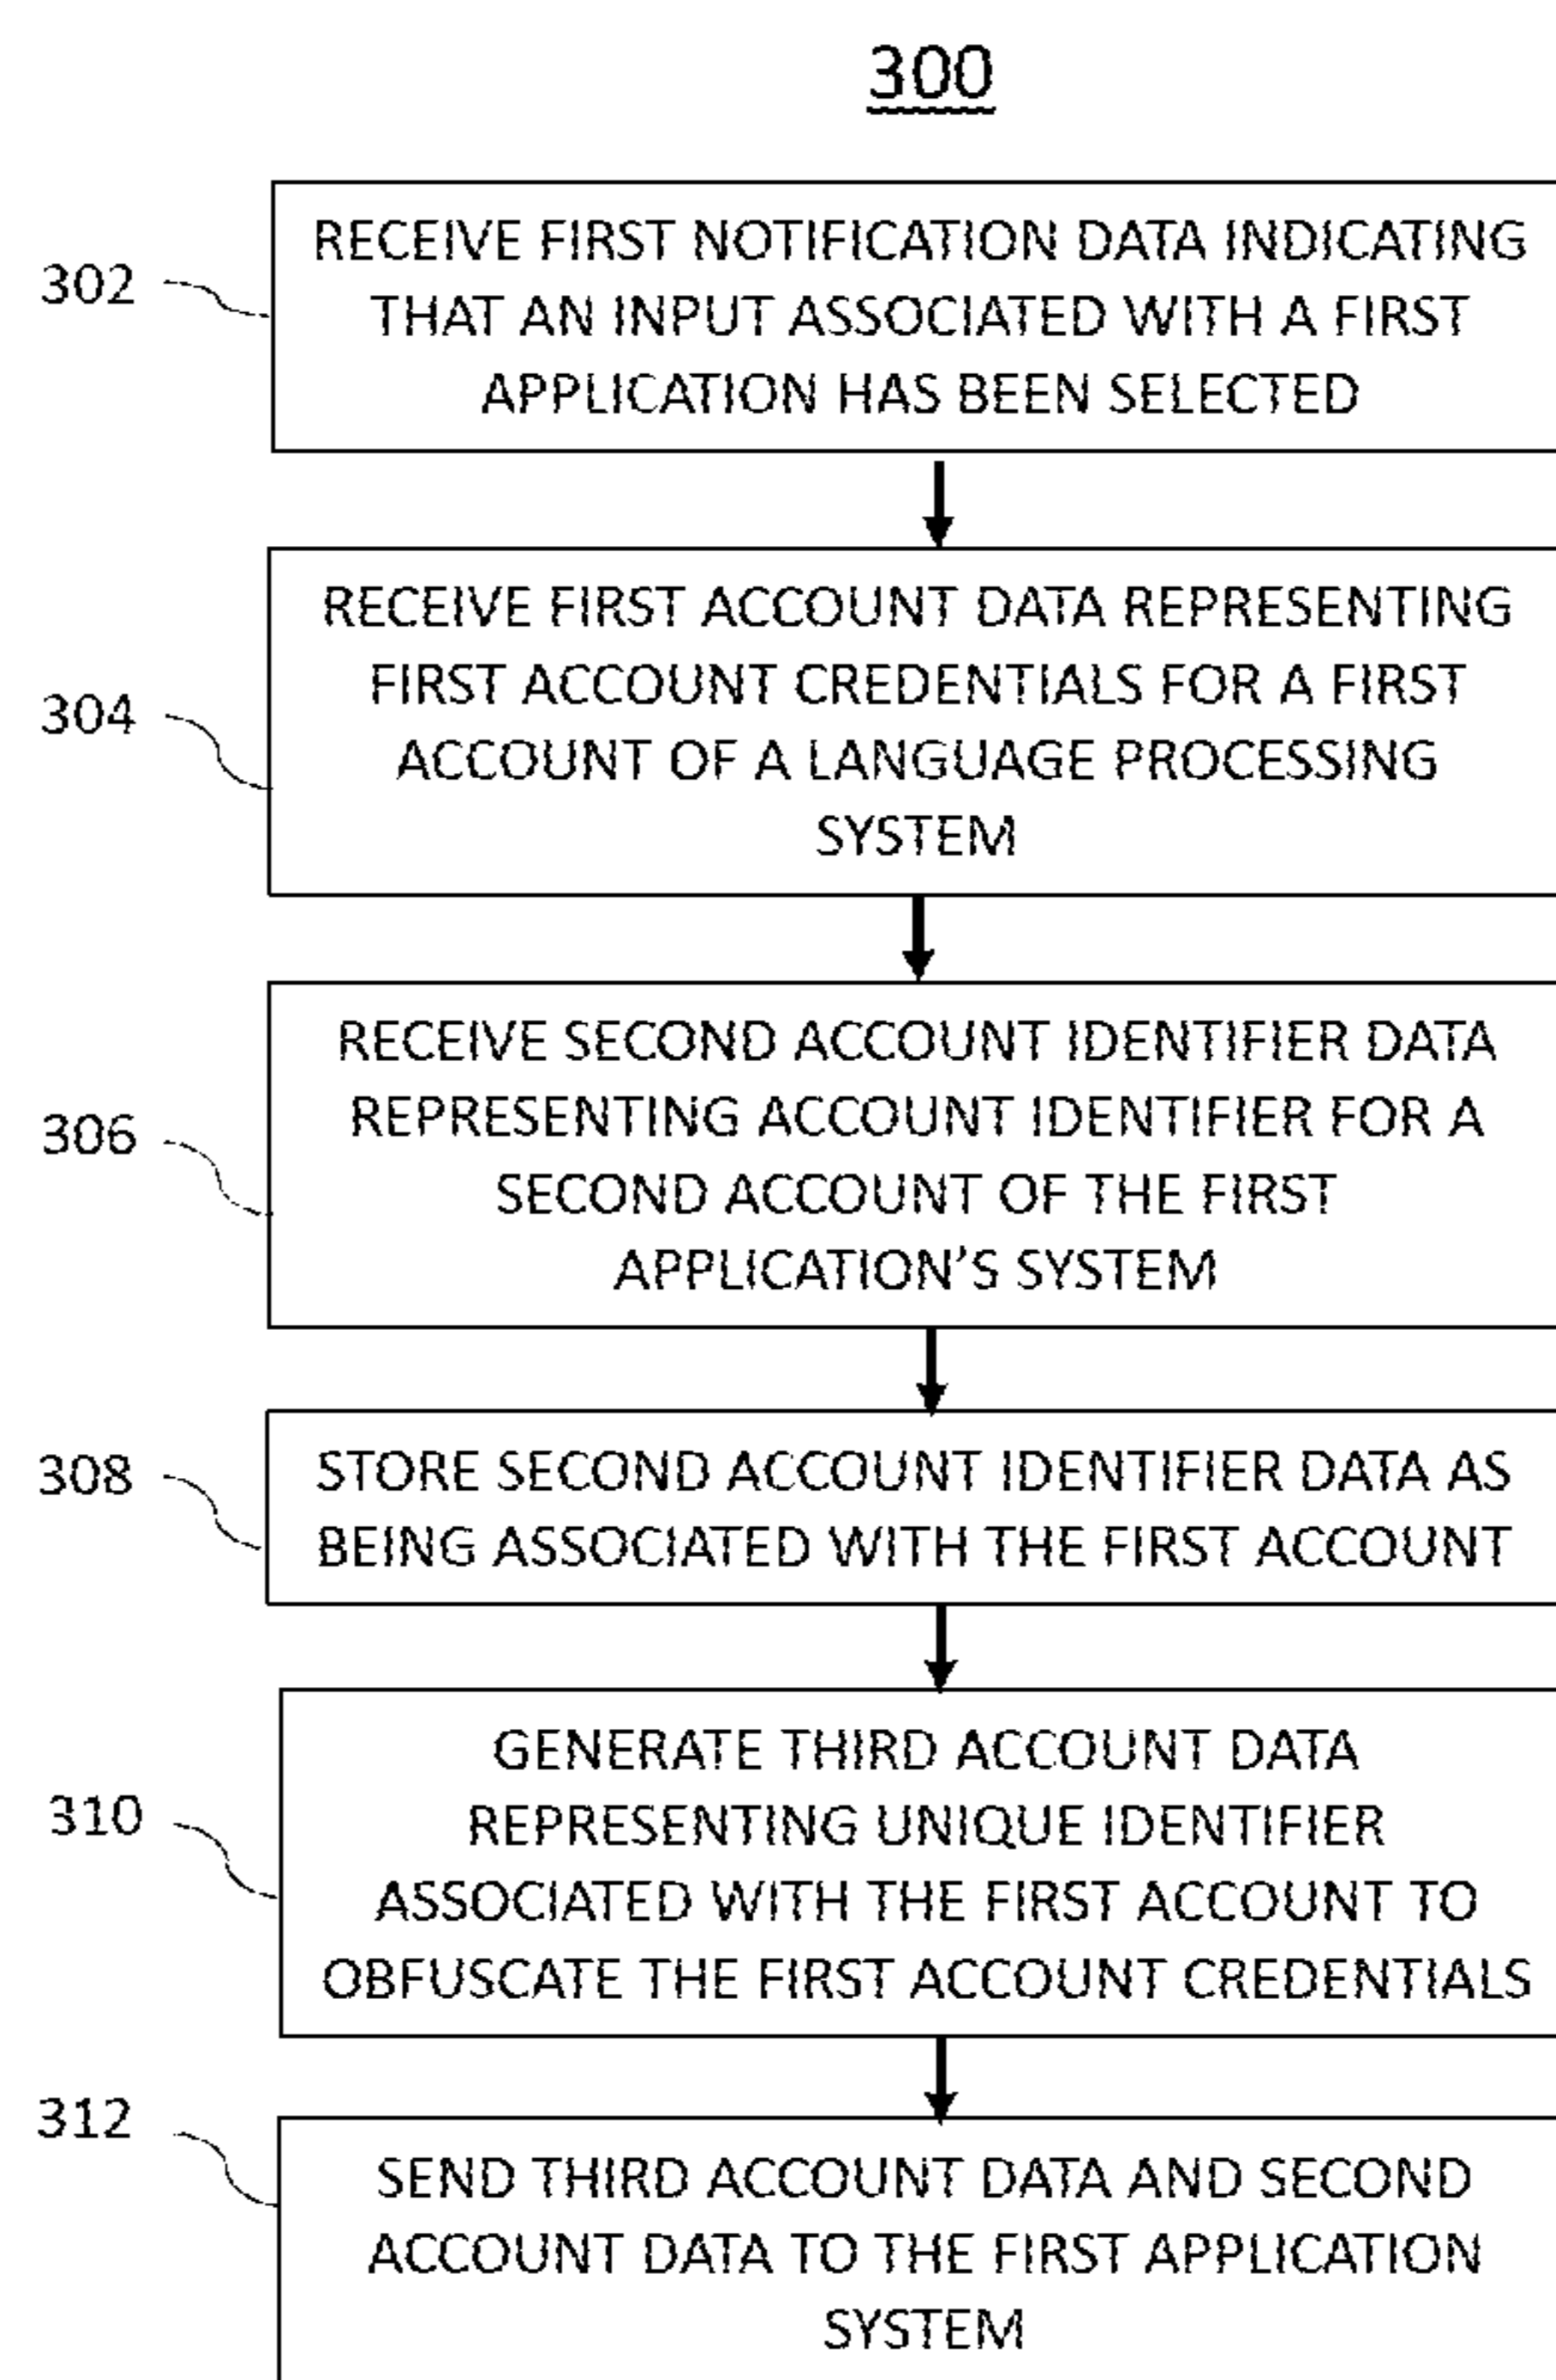 300
302
RECEIVE FIRST NOTIFICATION DATA INDICATING
THAT AN INPUT ASSOCIATED WITH A FIRST
APPLICATION HAS BEEN SELECTED
304
RECEIVE FIRST ACCOUNT DATA REPRESENTING
FIRST ACCOUNT CREDENTIALS FOR A FIRST
ACCOUNT OF A LANGUAGE PROCESSING
SYSTEM
306
RECEIVE SECOND ACCOUNT IDENTIFIER DATA
REPRESENTING ACCOUNT IDENTIFIER FOR A
SECOND ACCOUNT OF THE FIRST
APPLICATION'S SYSTEM
308
STORE SECOND ACCOUNT IDENTIFIER DATA AS
BEING ASSOCIATED WITH THE FIRST ACCOUNT
310
GENERATE THIRD ACCOUNT DATA
REPRESENTING UNIQUE IDENTIFIER
ASSOCIATED WITH THE FIRST ACCOUNT TO
OBFUSCATE THE FIRST ACCOUNT CREDENTIALS
312
SEND THIRD ACCOUNT DATA AND SECOND
ACCOUNT DATA TO THE FIRST APPLICATION
SYSTEM